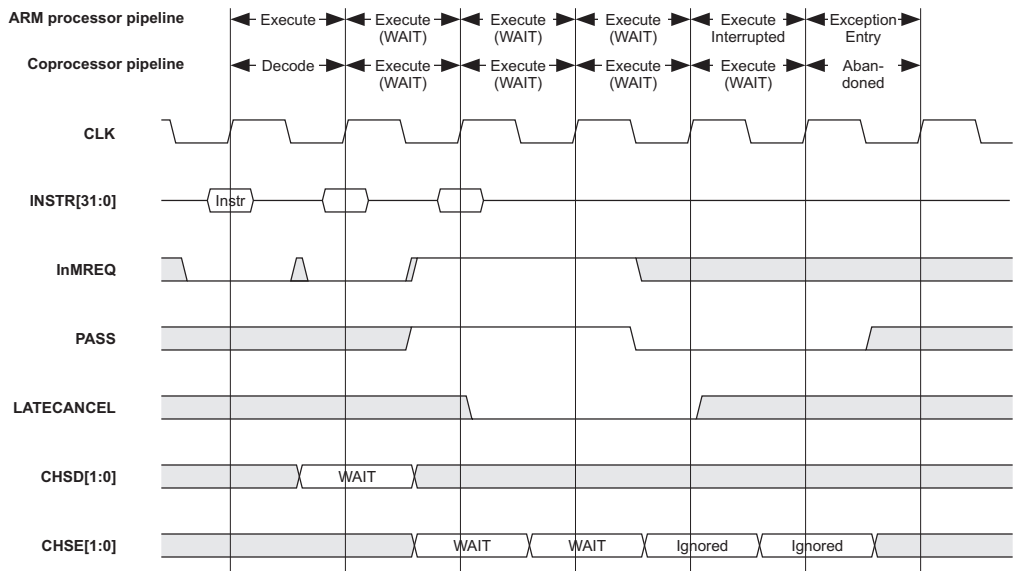 ARM processor pipeline
Execute Execute Execute Execute Execute Exception
(WAIT) (WAIT) (WAIT) Interrupted Entry
Coprocessor pipeline
Decode Execute Execute Execute Execute Aban-
(WAIT) (WAIT) (WAIT) (WAIT) doned
CLK
INSTR[31:0]
Instr
InMREQ
PASS
LATECANCEL
CHSD[1:0]
WAIT
CHSE[1:0]
WAIT WAIT Ignored Ignored